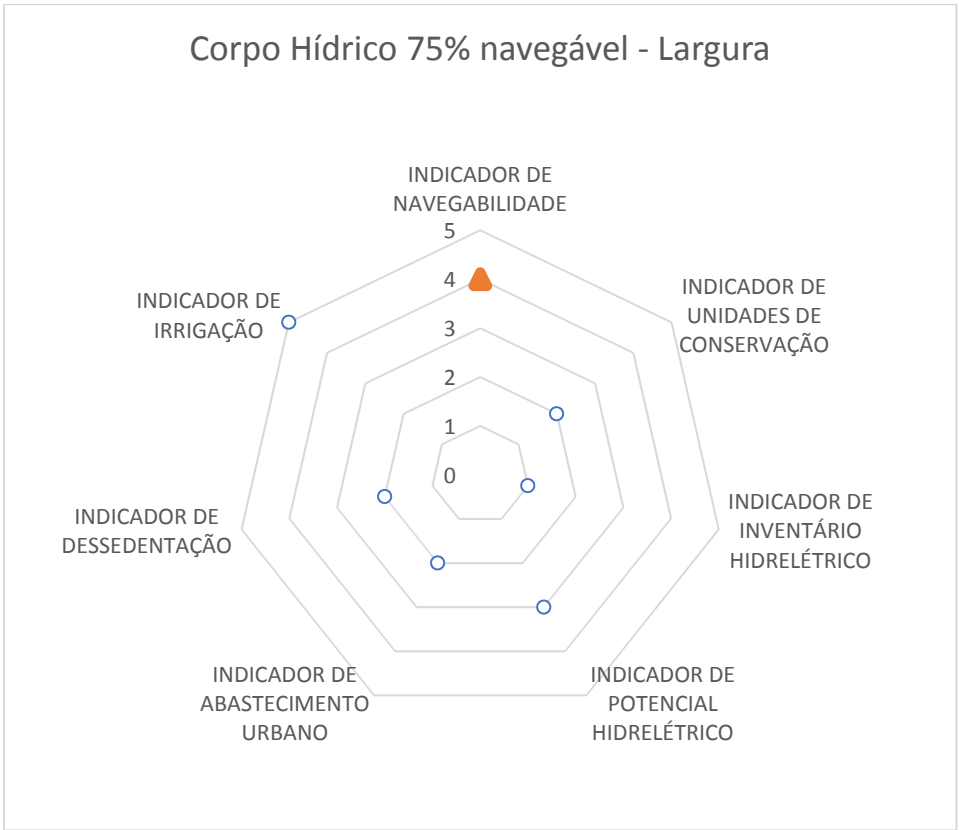 Corpo Hídrico 75% navegável - Largura
INDICADOR DE
NAVEGABILIDADE
INDICADOR DE
UNIDADES DE
CONSERVAÇÃO
INDICADOR DE
INVENTÁRIO
HIDRELÉTRICO
INDICADOR DE
POTENCIAL
HIDRELÉTRICO
INDICADOR DE
ABASTECIMENTO
URBANO
INDICADOR DE
DESSEDENTAÇÃO
INDICADOR DE
IRRIGAÇÃO
5
4
3
2
1
0